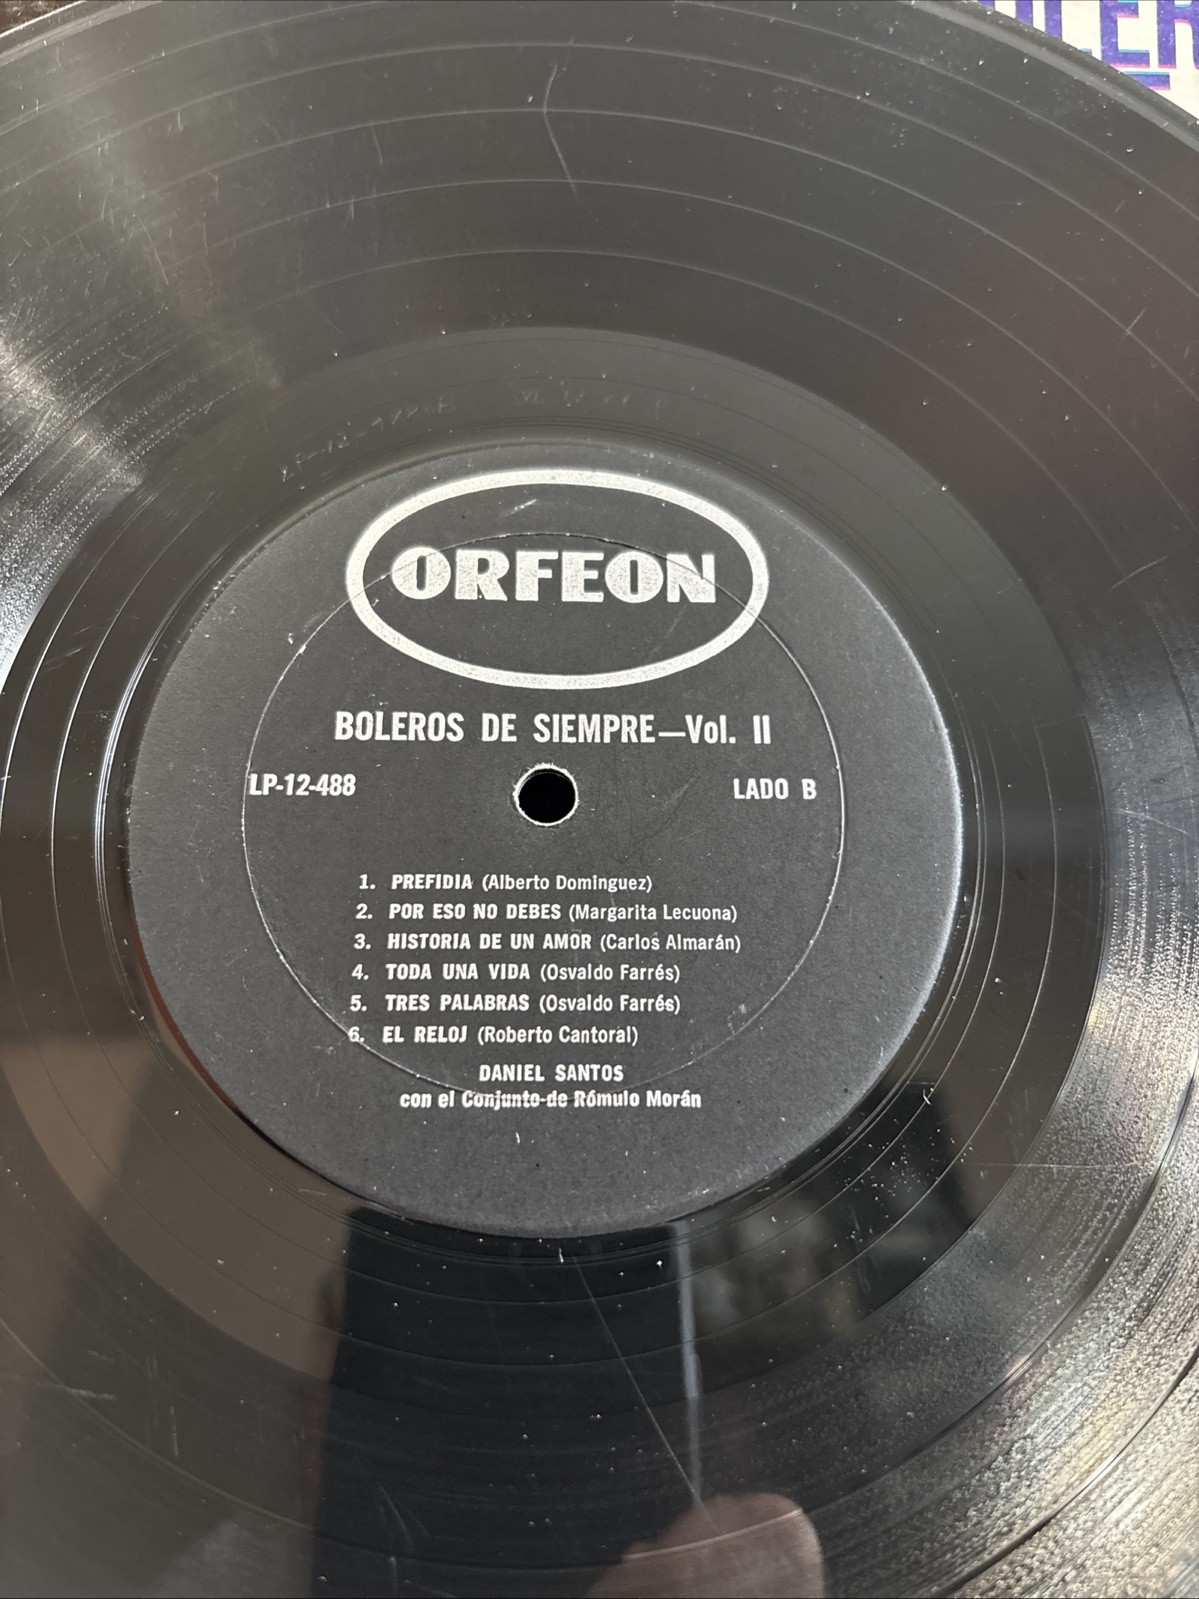 ORFEON
BOLEROS DE SIEMPRE—Vol. II
LP-12-488
LADO B
1. PREFIDIA (Alberto Dominguez)
2. POR ESO NO DEBES (Margarita Lecuona)
3. HISTORIA DE UN AMOR (Carlos Almarán)
4. TODA UNA VIDA (Osvaldo Farrés)
5. TRES PALABRAS (Osvaldo Farrés)
6. EL RELOJ (Roberto Cantoral)
DANIEL SANTOS
con el Conjunto de Rómulo Morán